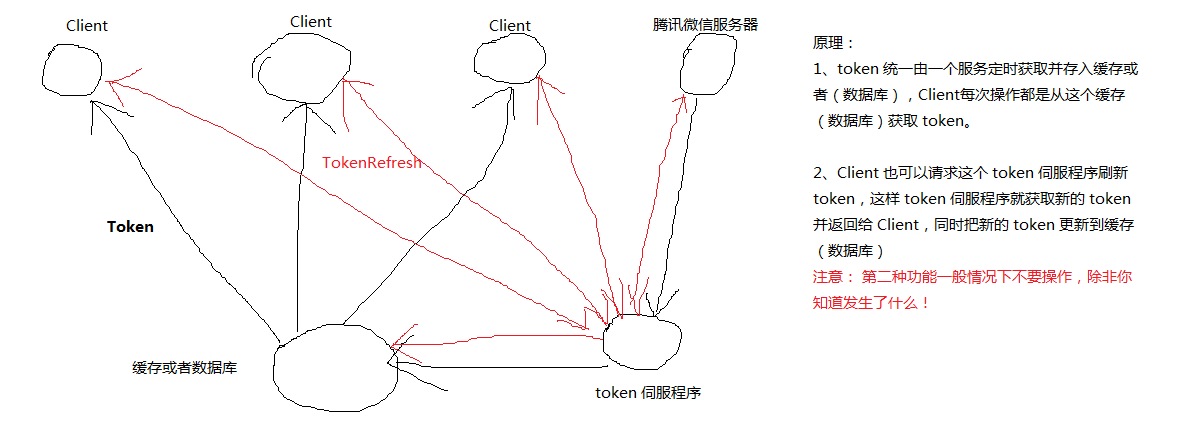 Client
Client
Client
腾讯微信服务器
TokenRefresh
Token
缓存或者数据库
token 伺服程序
原理：
1、token 统一由一个服务定时获取并存入缓存或
者（数据库），Client每次操作都是从这个缓存
（数据库）获取 token。
2、Client 也可以请求这个 token 伺服程序刷新
token，这样 token 伺服程序就获取新的 token
并返回给 Client，同时把新的 token 更新到缓存
（数据库）
注意： 第二种功能一般情况下不要操作，除非你
知道发生了什么！